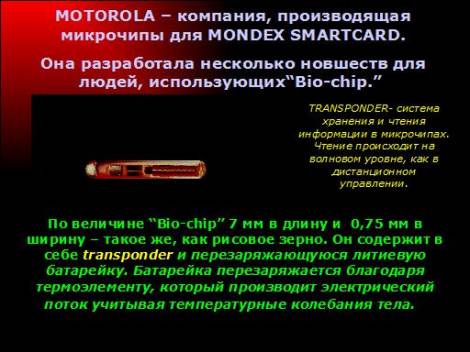 MOTOROLA – компания, производящая
микрочипы для MONDEX SMARTCARD.
Она разработала несколько новшеств для
людей, использующих“Bio-chip.”
TRANSPONDER- система
хранения и чтения
информации в микрочипах.
Чтение происходит на
волновом уровне, как в
дистанционном
управлении.
По величине “Bio-chip” 7 мм в длину и 0,75 мм в
ширину – такое же, как рисовое зерно. Он содержит в
себе transponder и перезаряжающуюся литиевую
батарейку. Батарейка перезаряжается благодаря
термоэлементу, который производит электрический
поток учитывая температурные колебания тела.